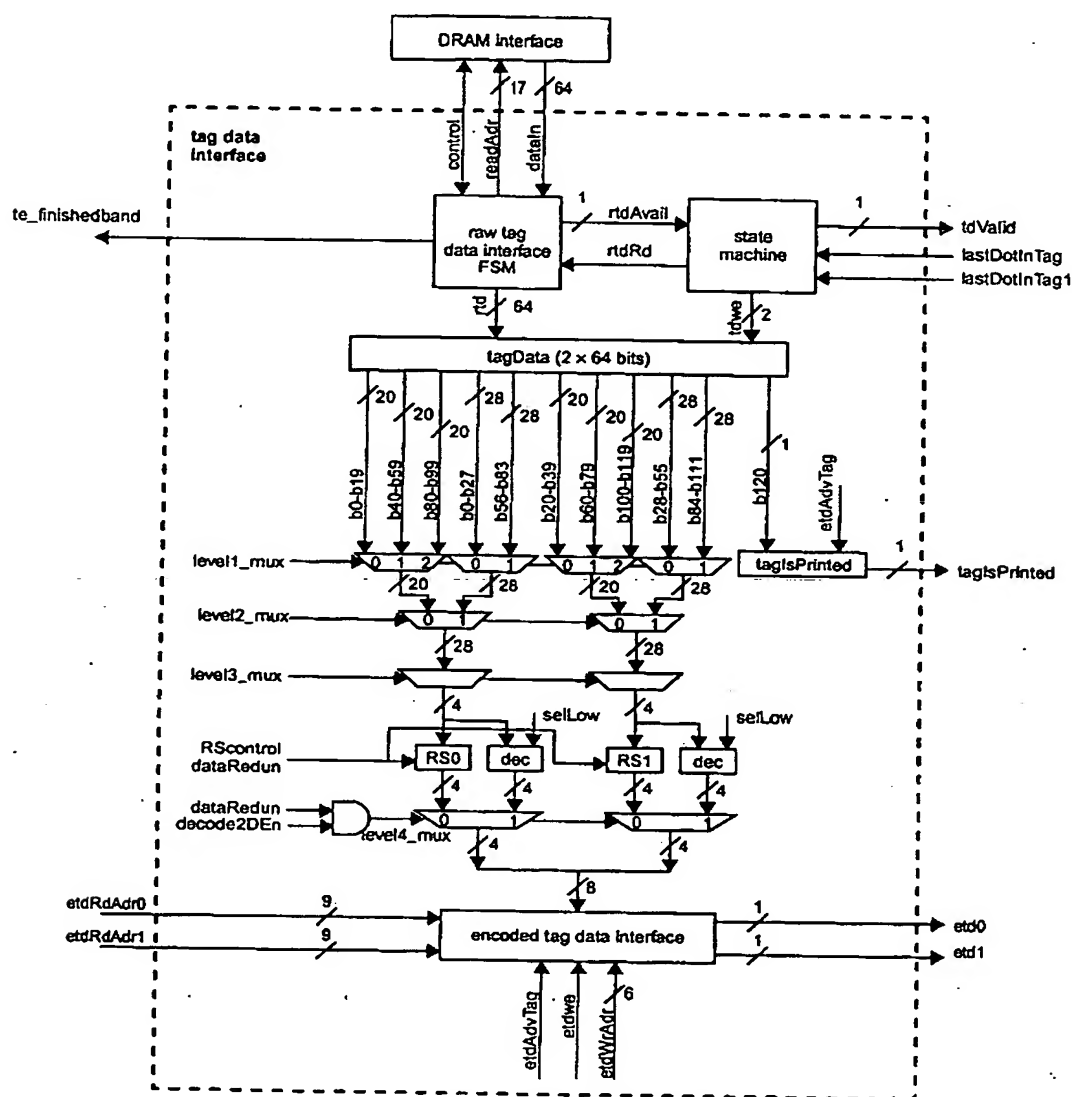 DRAM Interface
17
64
tag data
interface
control
readAdr
dataIn
te_finishedband
raw tag
data interface
FSM
1
rtdAvail
rtdRd
state
machine
1
tdValid
lastDotInTag
lastDotInTag1
rtd
64
tdwe
2
tagData (2 × 64 bits)
20
20
20
28
28
20
20
20
28
28
1
b0-b19
b40-b59
b80-b99
b0-b27
b56-b83
b20-b39
b60-b79
b100-b119
b28-b55
b84-b111
b120
etdAdvTag
level1_mux
0 1 2
0 1
0 1 2
0 1
tagIsPrinted
1
tagIsPrinted
20
28
20
28
level2_mux
0 1
0 1
28
28
level3_mux
4
selLow
4
selLow
RScontrol
dataRedun
RS0
dec
RS1
dec
4
4
4
4
dataRedun
decode2DEn
level4_mux
0 1
0 1
4
4
8
etdRdAdr0
9
etdRdAdr1
9
encoded tag data interface
1
etd0
1
etd1
etdAdvTag
etdwe
etdWrAdr
6